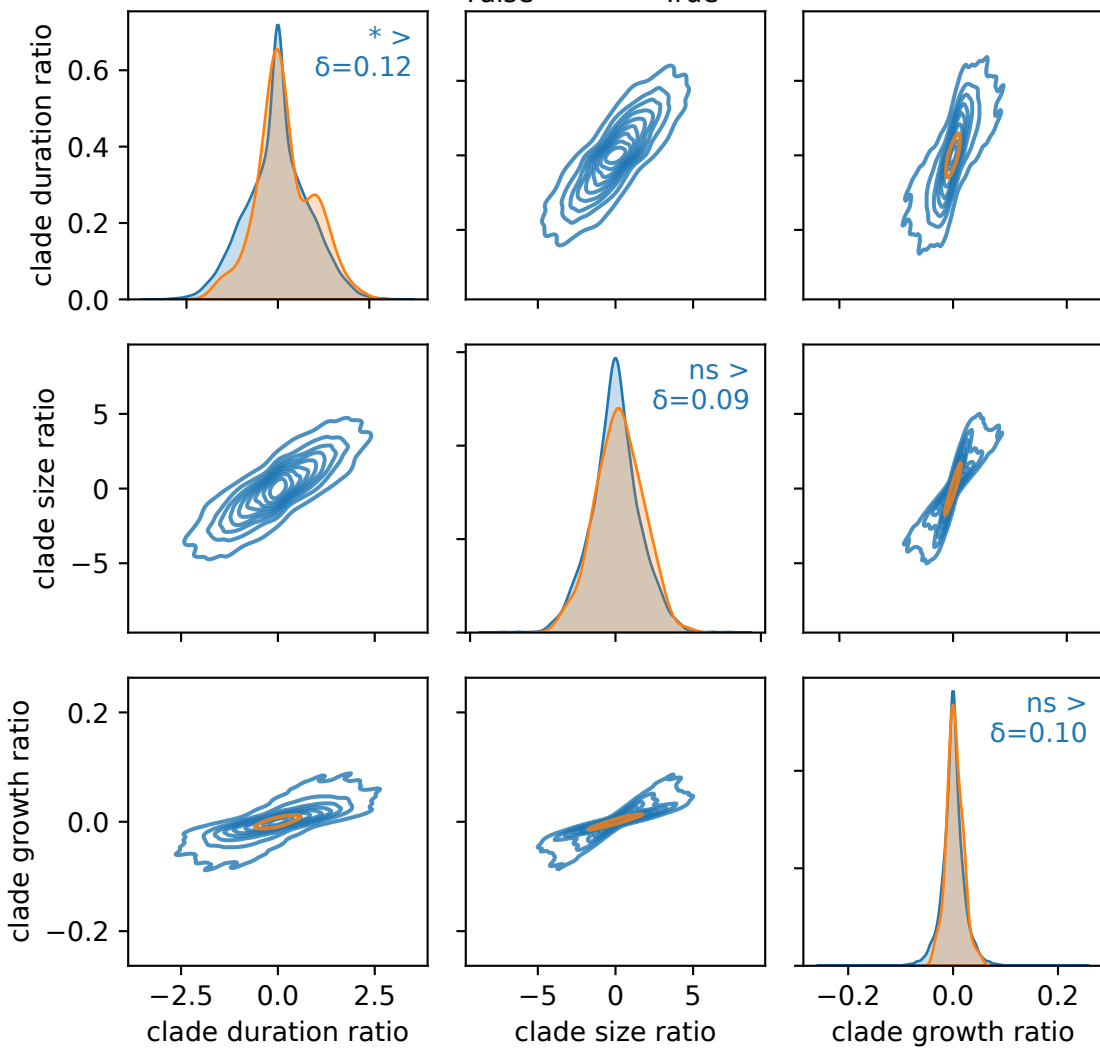 False True
clade duration ratio
0.6
0.4
0.2
0.0
* >
δ=0.12
clade size ratio
5
0
−5
ns >
δ=0.09
clade growth ratio
0.2
0.0
−0.2
ns >
δ=0.10
−2.5 0.0 2.5
−5 0 5
−0.2 0.0 0.2
clade duration ratio
clade size ratio
clade growth ratio